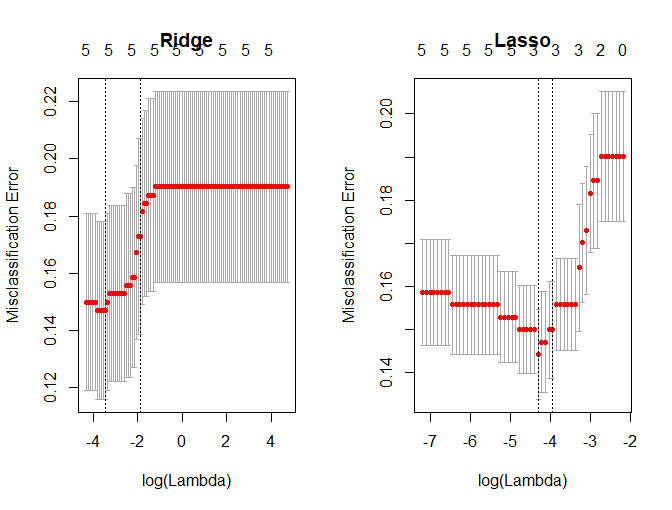 Ridge
5 5 5 5 5 5 5 5 5
Misclassification Error
0.12 0.14 0.16 0.18 0.20 0.22
-4 -2 0 2 4
log(Lambda)
Lasso
5 5 5 5 5 3 3 3 2 0
Misclassification Error
0.14 0.16 0.18 0.20
-7 -6 -5 -4 -3 -2
log(Lambda)